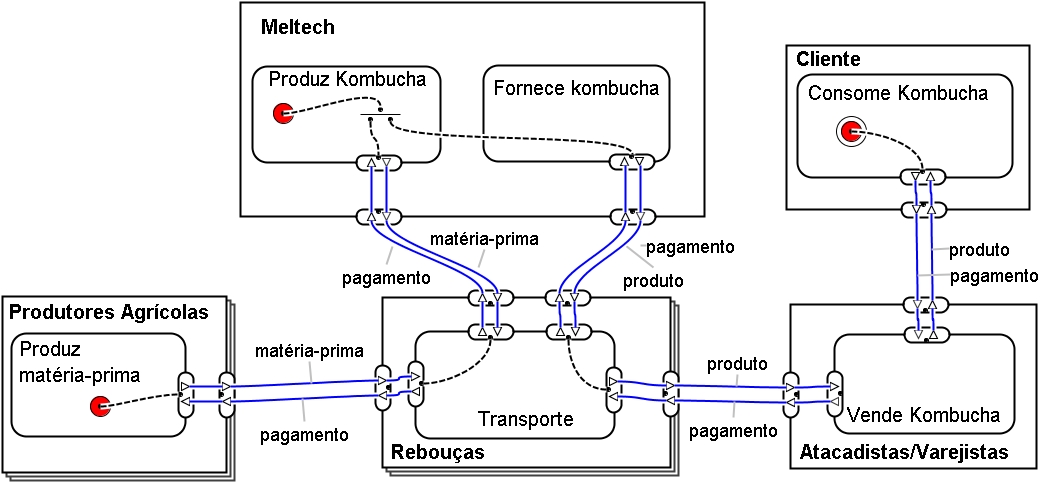 Meltech
Produz Kombucha
Fornece kombucha
Cliente
Consome Kombucha
matéria-prima
pagamento
pagamento
produto
produto
pagamento
Produtores Agrícolas
Produz
matéria-prima
matéria-prima
pagamento
Transporte
Rebouças
produto
pagamento
Vende Kombucha
Atacadistas/Varejistas